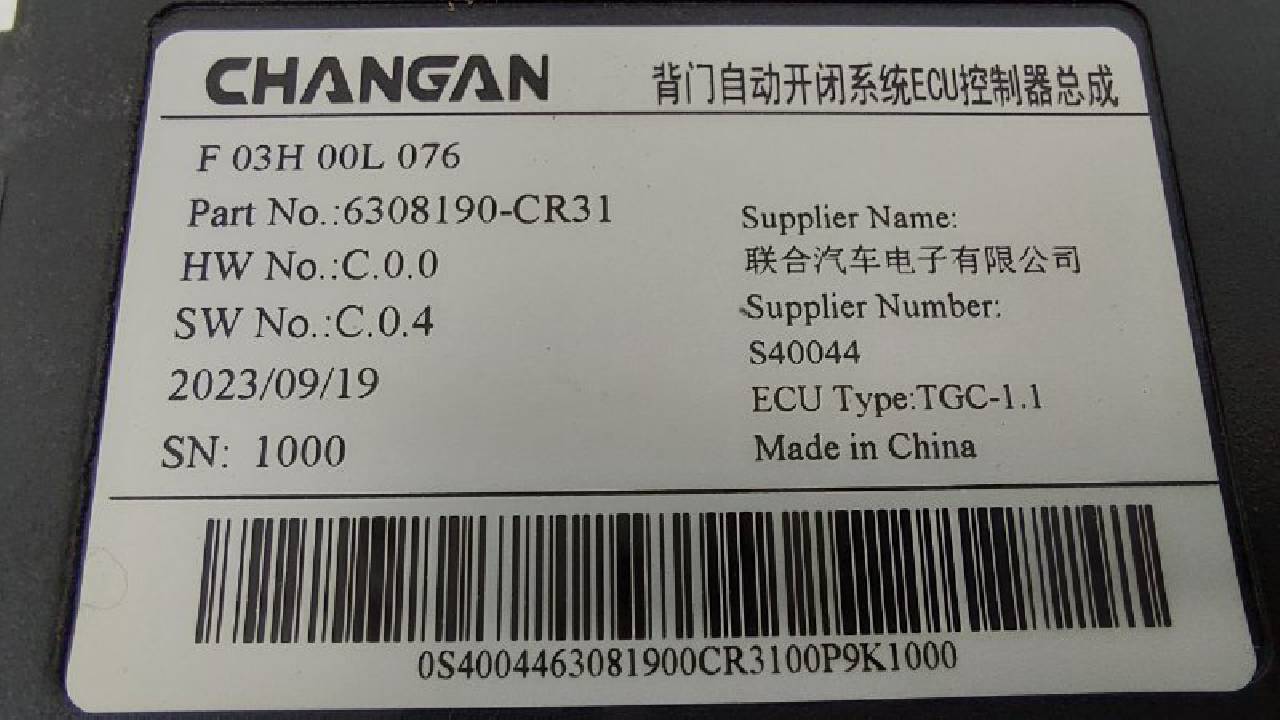 CHANGAN 背门自动开闭系统ECU控制器总成
F 03H 00L 076
Part No.:6308190-CR31
HW No.:C.0.0
SW No.:C.0.4
2023/09/19
SN: 1000
Supplier Name:
联合汽车电子有限公司
Supplier Number:
S40044
ECU Type:TGC-1.1
Made in China
0S4004463081900CR3100P9K1000